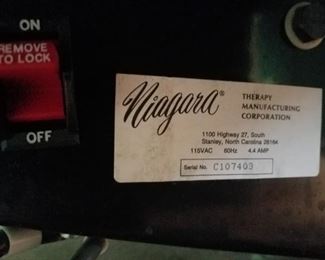 ON
REMOVE
TO LOCK
OFF
Niagara
THERAPY
MANUFACTURING
CORPORATION
1100 Highway 27, South
Stanley, North Carolina 28164
115VAC 60Hz 4.4 AMP
Serial No. C107403